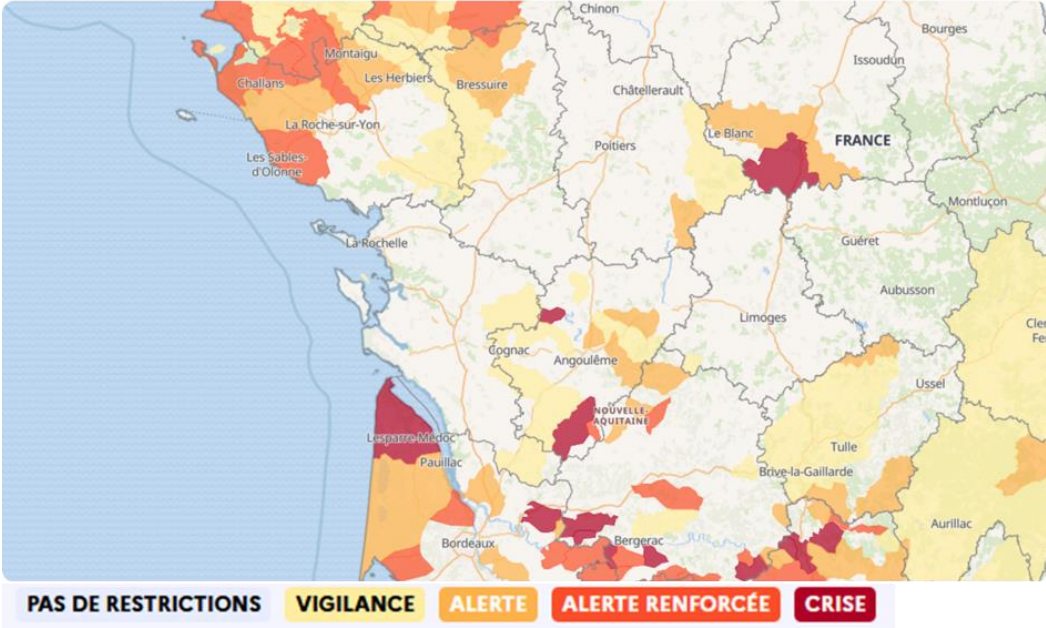 Chinon
Bourges
Montaigu
Issoudun
Challans
Les Herbiers
Bressuire
Châtellerault
La Roche-sur-Yon
Le Blanc
FRANCE
Poitiers
Les Sables-
d'Olonne
Montluçon
La Rochelle
Guéret
Aubusson
Limoges
Cler
Fe
Cognac
Angoulême
Ussel
NOUVELLE-
AQUITAINE
Lesparre-Médoc
Tulle
Pauillac
Brive-la-Gaillarde
Aurillac
Bordeaux
Bergerac
PAS DE RESTRICTIONS VIGILANCE ALERTE ALERTE RENFORCÉE CRISE